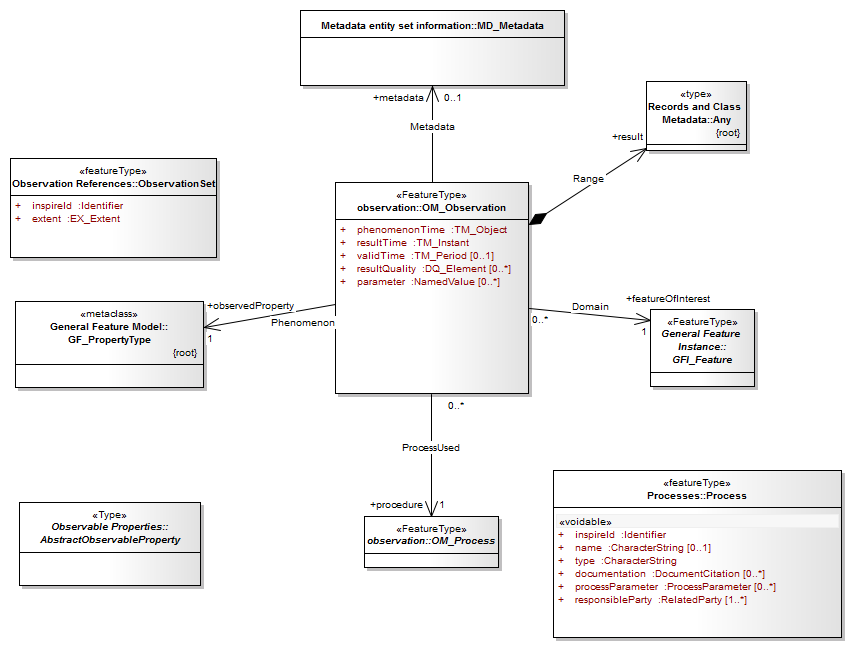 Metadata entity set information::MD_Metadata
+metadata
0..1
Metadata
«type»
Records and Class
Metadata::Any
{root}
+result
Range
«featureType»
Observation References::ObservationSet
+ inspireId :Identifier
+ extent :EX_Extent
«FeatureType»
observation::OM_Observation
+ phenomenonTime :TM_Object
+ resultTime :TM_Instant
+ validTime :TM_Period [0..1]
+ resultQuality :DQ_Element [0..*]
+ parameter :NamedValue [0..*]
+observedProperty
Phenomenon
1
«metaclass»
General Feature Model::
GF_PropertyType
{root}
Domain
+featureOfInterest
0..*
1
«FeatureType»
General Feature
Instance::
GFI_Feature
0..*
ProcessUsed
+procedure
1
«FeatureType»
observation::OM_Process
«Type»
Observable Properties::
AbstractObservableProperty
«featureType»
Processes::Process
«voidable»
+ inspireId :Identifier
+ name :CharacterString [0..1]
+ type :CharacterString
+ documentation :DocumentCitation [0..*]
+ processParameter :ProcessParameter [0..*]
+ responsibleParty :RelatedParty [1..*]